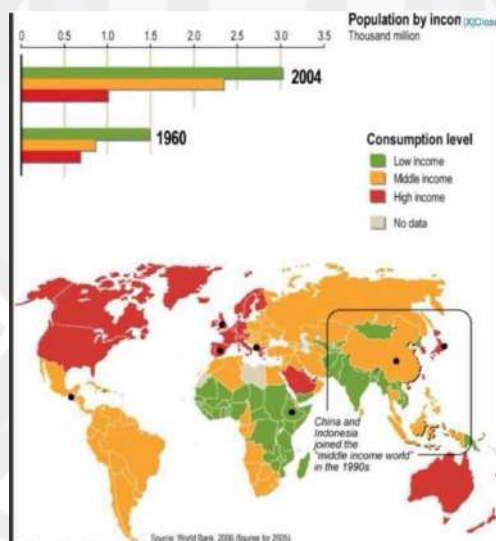 Population by incom [X]Close
Thousand million
0 0.5 1.0 1.5 2.0 2.5 3.0 3.5
2004
1960
Consumption level
Low income
Middle income
High income
No data
China and
Indonesia
joined the
"middle income world"
in the 1990s
Source: World Bank, 2006 (figures for 2005).